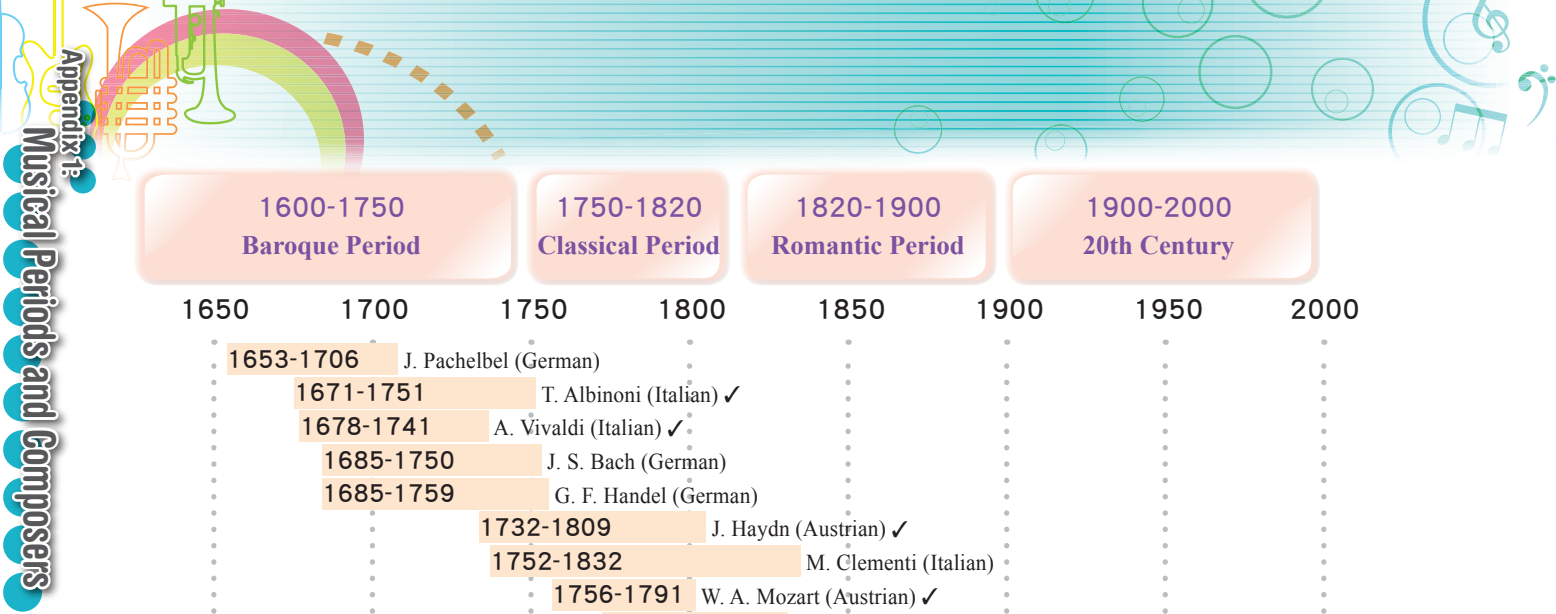 Appendix 1:
Musical Periods and Composers
1600-1750
Baroque Period
1750-1820
Classical Period
1820-1900
Romantic Period
1900-2000
20th Century
1650 1700 1750 1800 1850 1900 1950 2000
1653-1706 J. Pachelbel (German)
1671-1751 T. Albinoni (Italian) ✓
1678-1741 A. Vivaldi (Italian) ✓
1685-1750 J. S. Bach (German)
1685-1759 G. F. Handel (German)
1732-1809 J. Haydn (Austrian) ✓
1752-1832 M. Clementi (Italian)
1756-1791 W. A. Mozart (Austrian) ✓